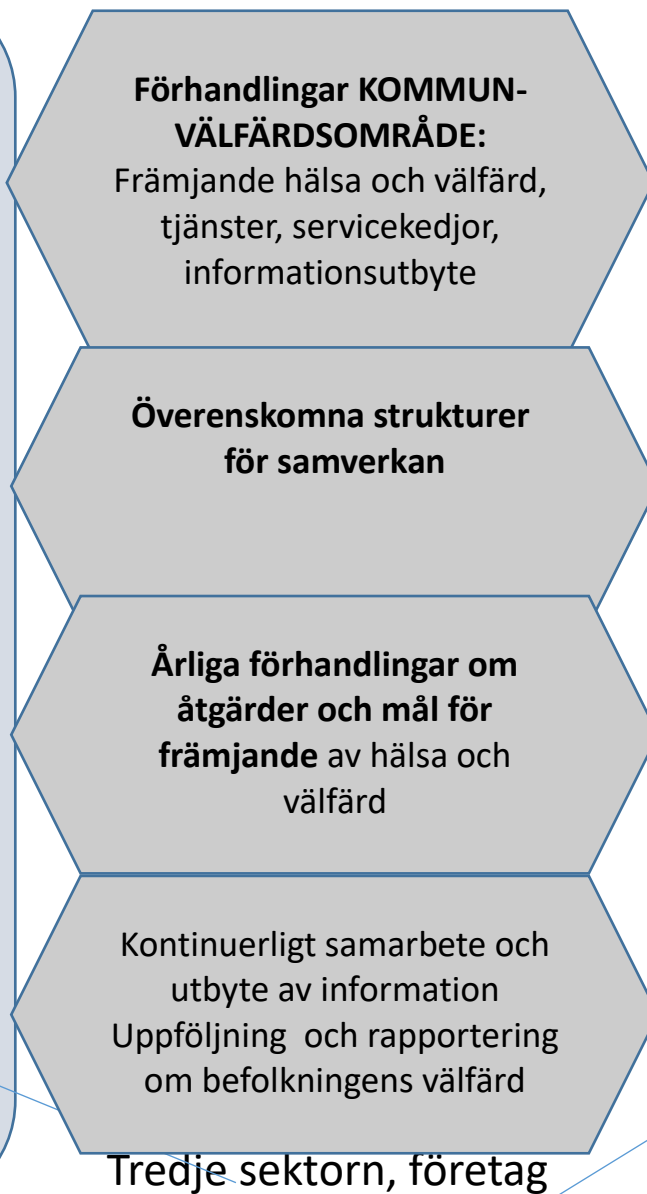 Förhandlingar KOMMUN-
VÄLFÄRDSOMRÅDE:
Främjande hälsa och välfärd,
tjänster, servicekedjor,
informationsutbyte
Överenskomna strukturer
för samverkan
Årliga förhandlingar om
åtgärder och mål för
främjande av hälsa och
välfärd
Kontinuerligt samarbete och
utbyte av information
Uppföljning och rapportering
om befolkningens välfärd
Tredje sektorn, företag